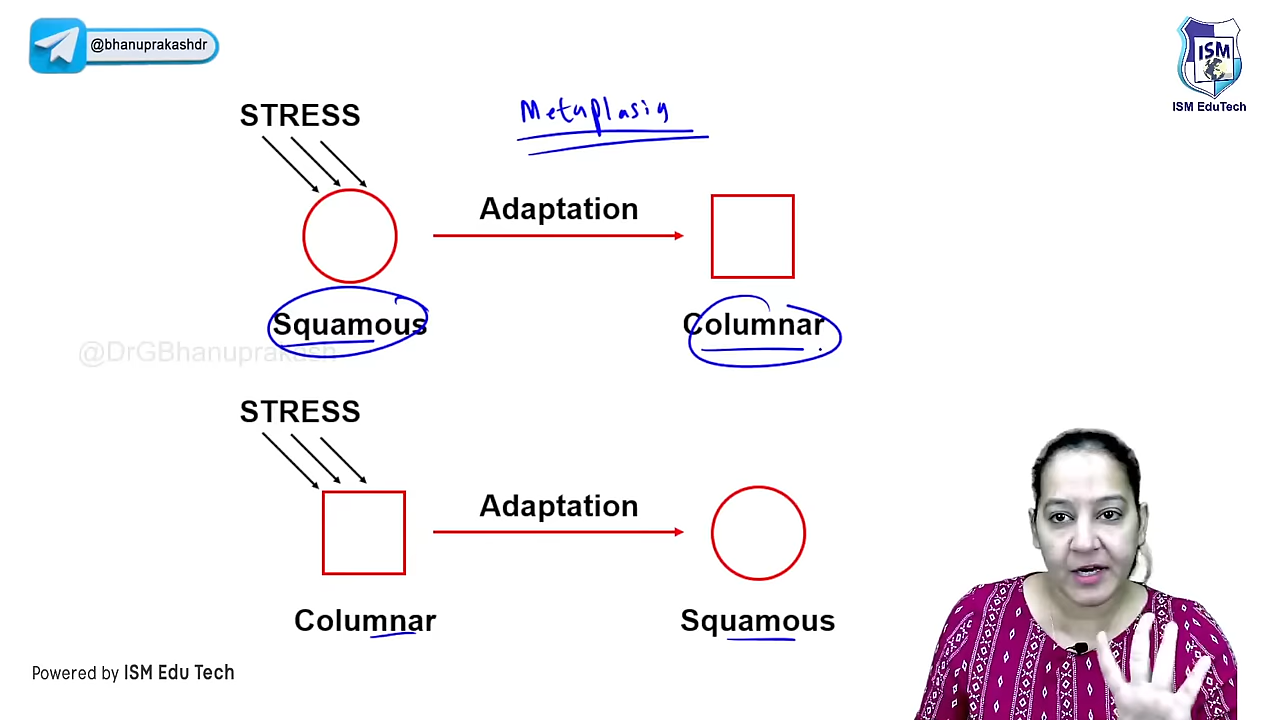 @bhanuprakashdr
ISM
ISM EduTech
STRESS
Metaplasia
Adaptation
Squamous
Columnar
@DrGBhanuprakash
STRESS
Adaptation
Columnar
Squamous
Powered by ISM Edu Tech